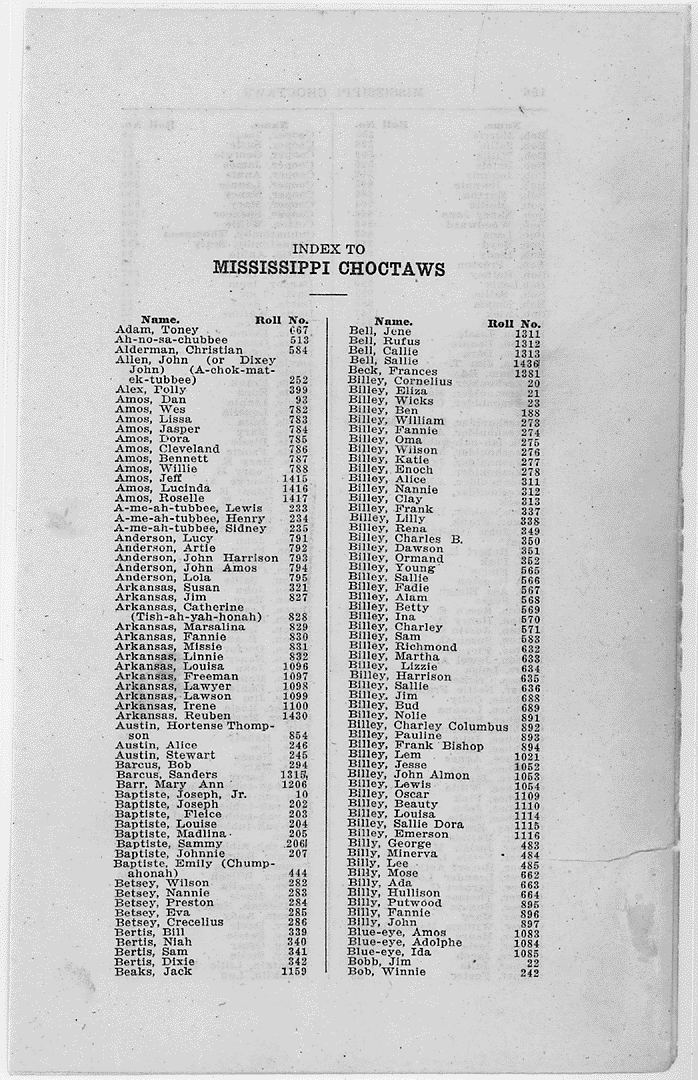 INDEX TO
MISSISSIPPI CHOCTAWS
Name. Roll No.
Adam, Toney 667
Ah-no-sa-chubbee 513
Alderman, Christian 584
Allen, John (or Dixey
John) (A-chok-mat-
ek-tubbee) 252
Alex, Polly 399
Amos, Dan 93
Amos, Wes 782
Amos, Lissa 783
Amos, Jasper 784
Amos, Dora 785
Amos, Cleveland 786
Amos, Bennett 787
Amos, Willie 788
Amos, Jeff 1415
Amos, Lucinda 1416
Amos, Roselle 1417
A-me-ah-tubbee, Lewis 233
A-me-ah-tubbee, Henry 234
A-me-ah-tubbee, Sidney 235
Anderson, Lucy 791
Anderson, Artie 792
Anderson, John Harrison 793
Anderson, John Amos 794
Anderson, Lola 795
Arkansas, Susan 321
Arkansas, Jim 827
Arkansas, Catherine
(Tish-ah-yah-honah) 828
Arkansas, Marsalina 829
Arkansas, Fannie 830
Arkansas, Missie 831
Arkansas, Linnie 832
Arkansas, Louisa 1096
Arkansas, Freeman 1097
Arkansas, Lawyer 1098
Arkansas, Lawson 1099
Arkansas, Irene 1100
Arkansas, Reuben 1430
Austin, Hortense Thomp-
son 854
Austin, Alice 246
Austin, Stewart 245
Barcus, Bob 294
Barcus, Sanders 1315
Barr, Mary Ann 1206
Baptiste, Joseph, Jr. 10
Baptiste, Joseph 202
Baptiste, Fleice 203
Baptiste, Louise 204
Baptiste, Madlina 205
Baptiste, Sammy 206
Baptiste, Johnnie 207
Baptiste, Emily (Chump-
ahonah) 444
Betsey, Wilson 282
Betsey, Nannie 283
Betsey, Preston 284
Betsey, Eva 285
Betsey, Crecelius 286
Bertis, Bill 339
Bertis, Niah 340
Bertis, Sam 341
Bertis, Dixie 342
Beaks, Jack 1159
Name. Roll No.
Bell, Jene 1311
Bell, Rufus 1312
Bell, Callie 1313
Bell, Sallie 1436
Beck, Frances 1381
Billey, Cornelius 20
Billey, Eliza 21
Billey, Wicks 23
Billey, Ben 188
Billey, William 273
Billey, Fannie 274
Billey, Oma 275
Billey, Wilson 276
Billey, Katie 277
Billey, Enoch 278
Billey, Alice 311
Billey, Nannie 312
Billey, Clay 313
Billey, Frank 337
Billey, Lilly 338
Billey, Rena 349
Billey, Charles B. 350
Billey, Dawson 351
Billey, Ormand 352
Billey, Young 565
Billey, Sallie 566
Billey, Fadie 567
Billey, Alam 568
Billey, Betty 569
Billey, Ina 570
Billey, Charley 571
Billey, Sam 583
Billey, Richmond 632
Billey, Martha 633
Billey, Lizzie 634
Billey, Harrison 635
Billey, Sallie 636
Billey, Jim 688
Billey, Bud 689
Billey, Nolie 891
Billey, Charley Columbus 892
Billey, Pauline 893
Billey, Frank Bishop 894
Billey, Lem 1021
Billey, Jesse 1052
Billey, John Almon 1053
Billey, Lewis 1054
Billey, Oscar 1109
Billey, Beauty 1110
Billey, Louisa 1114
Billey, Sallie Dora 1115
Billey, Emerson 1116
Billy, George 483
Billy, Minerva 484
Billy, Lee 485
Billy, Mose 662
Billy, Ada 663
Billy, Hullison 664
Billy, Putwood 895
Billy, Fannie 896
Billy, John 897
Blue-eye, Amos 1083
Blue-eye, Adolphe 1084
Blue-eye, Ida 1085
Bobb, Jim 22
Bob, Winnie 242